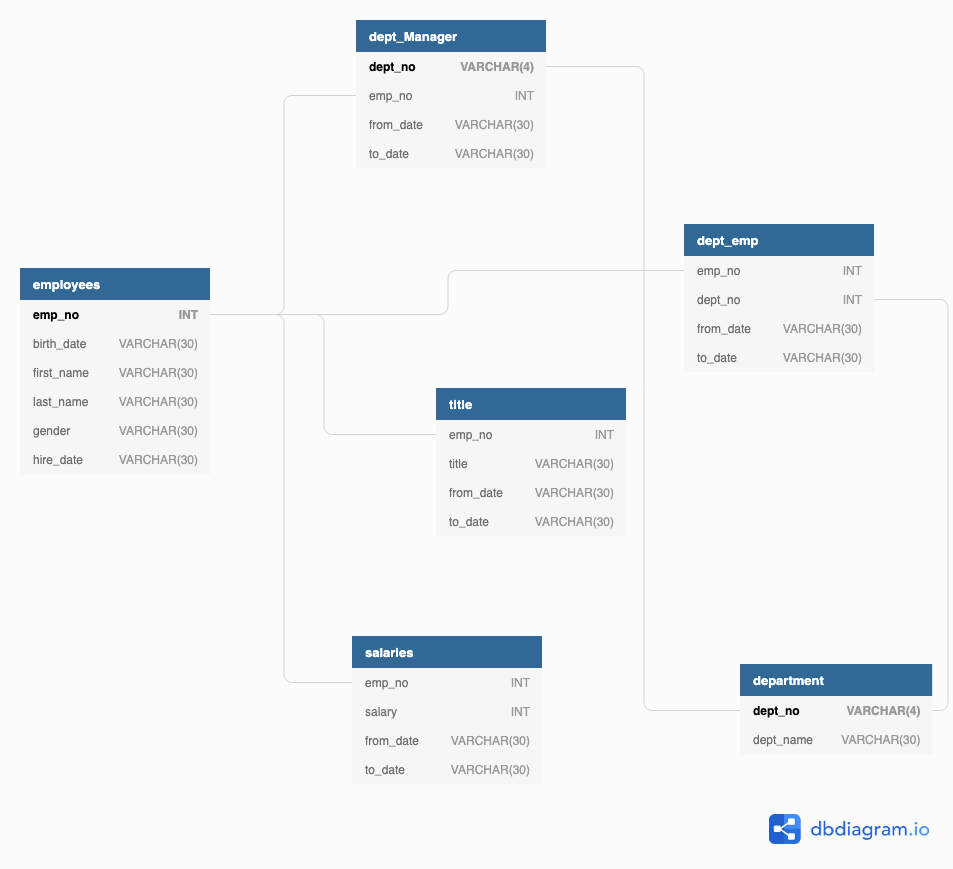 dept_Manager
dept_no VARCHAR(4)
emp_no INT
from_date VARCHAR(30)
to_date VARCHAR(30)
dept_emp
emp_no INT
dept_no INT
from_date VARCHAR(30)
to_date VARCHAR(30)
employees
emp_no INT
birth_date VARCHAR(30)
first_name VARCHAR(30)
last_name VARCHAR(30)
gender VARCHAR(30)
hire_date VARCHAR(30)
title
emp_no INT
title VARCHAR(30)
from_date VARCHAR(30)
to_date VARCHAR(30)
salaries
emp_no INT
salary INT
from_date VARCHAR(30)
to_date VARCHAR(30)
department
dept_no VARCHAR(4)
dept_name VARCHAR(30)
dbdiagram.io